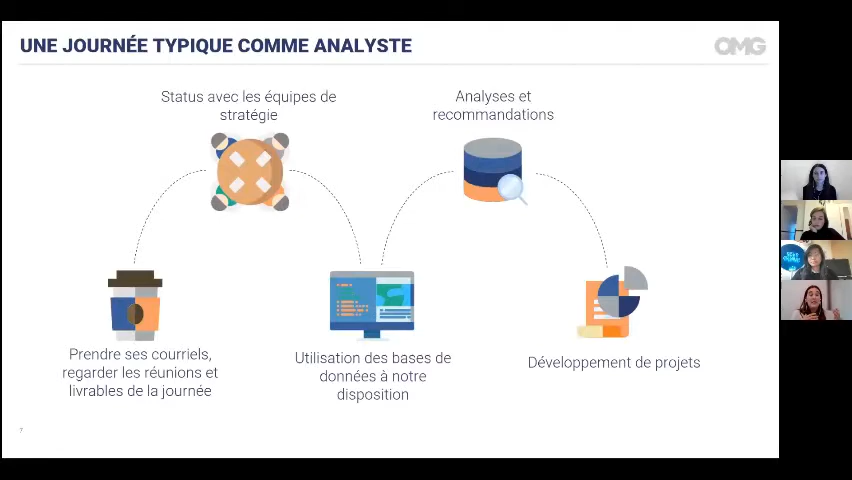 UNE JOURNÉE TYPIQUE COMME ANALYSTE
OMG
Status avec les équipes de
stratégie
Analyses et
recommandations
Prendre ses courriels,
regarder les réunions et
livrables de la journée
Utilisation des bases de
données à notre
disposition
Développement de projets
7